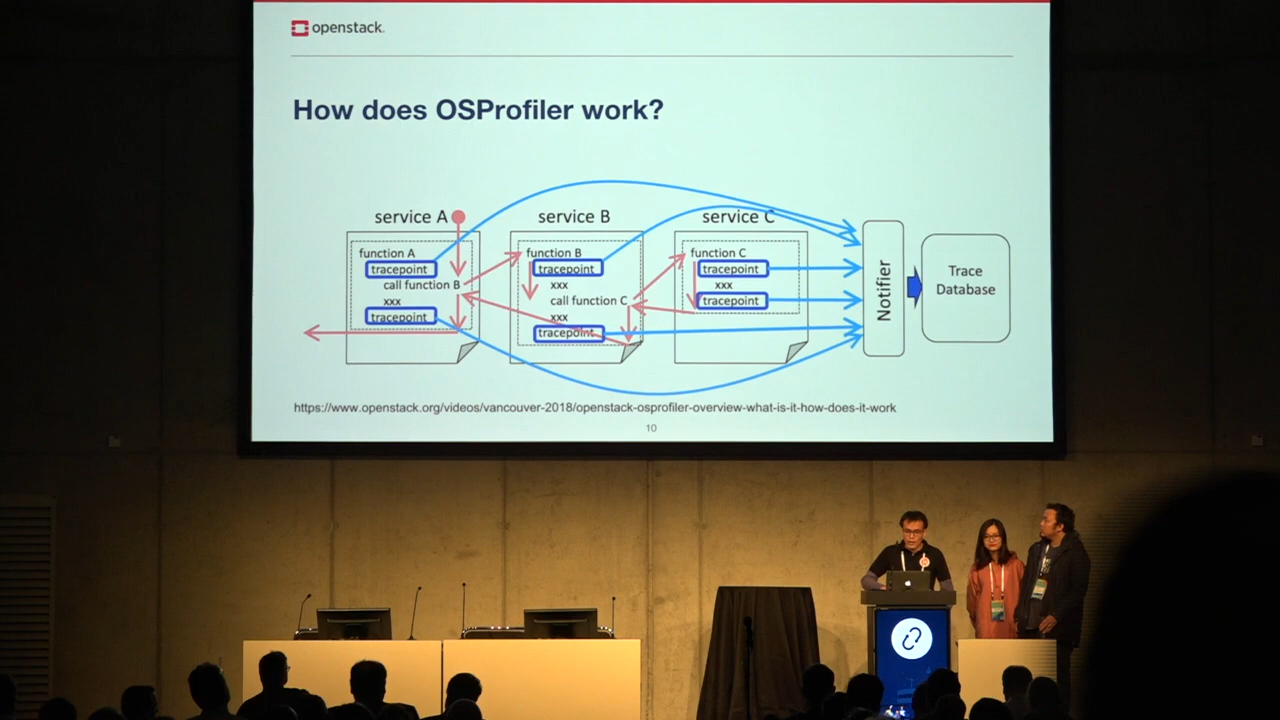 openstack.
How does OSProfiler work?
service A
function A
tracepoint
call function B
xxx
tracepoint
service B
function B
tracepoint
xxx
call function C
xxx
tracepoint
service C
function C
tracepoint
xxx
tracepoint
Notifier
Trace
Database
https://www.openstack.org/videos/vancouver-2018/openstack-osprofiler-overview-what-is-it-how-does-it-work
10